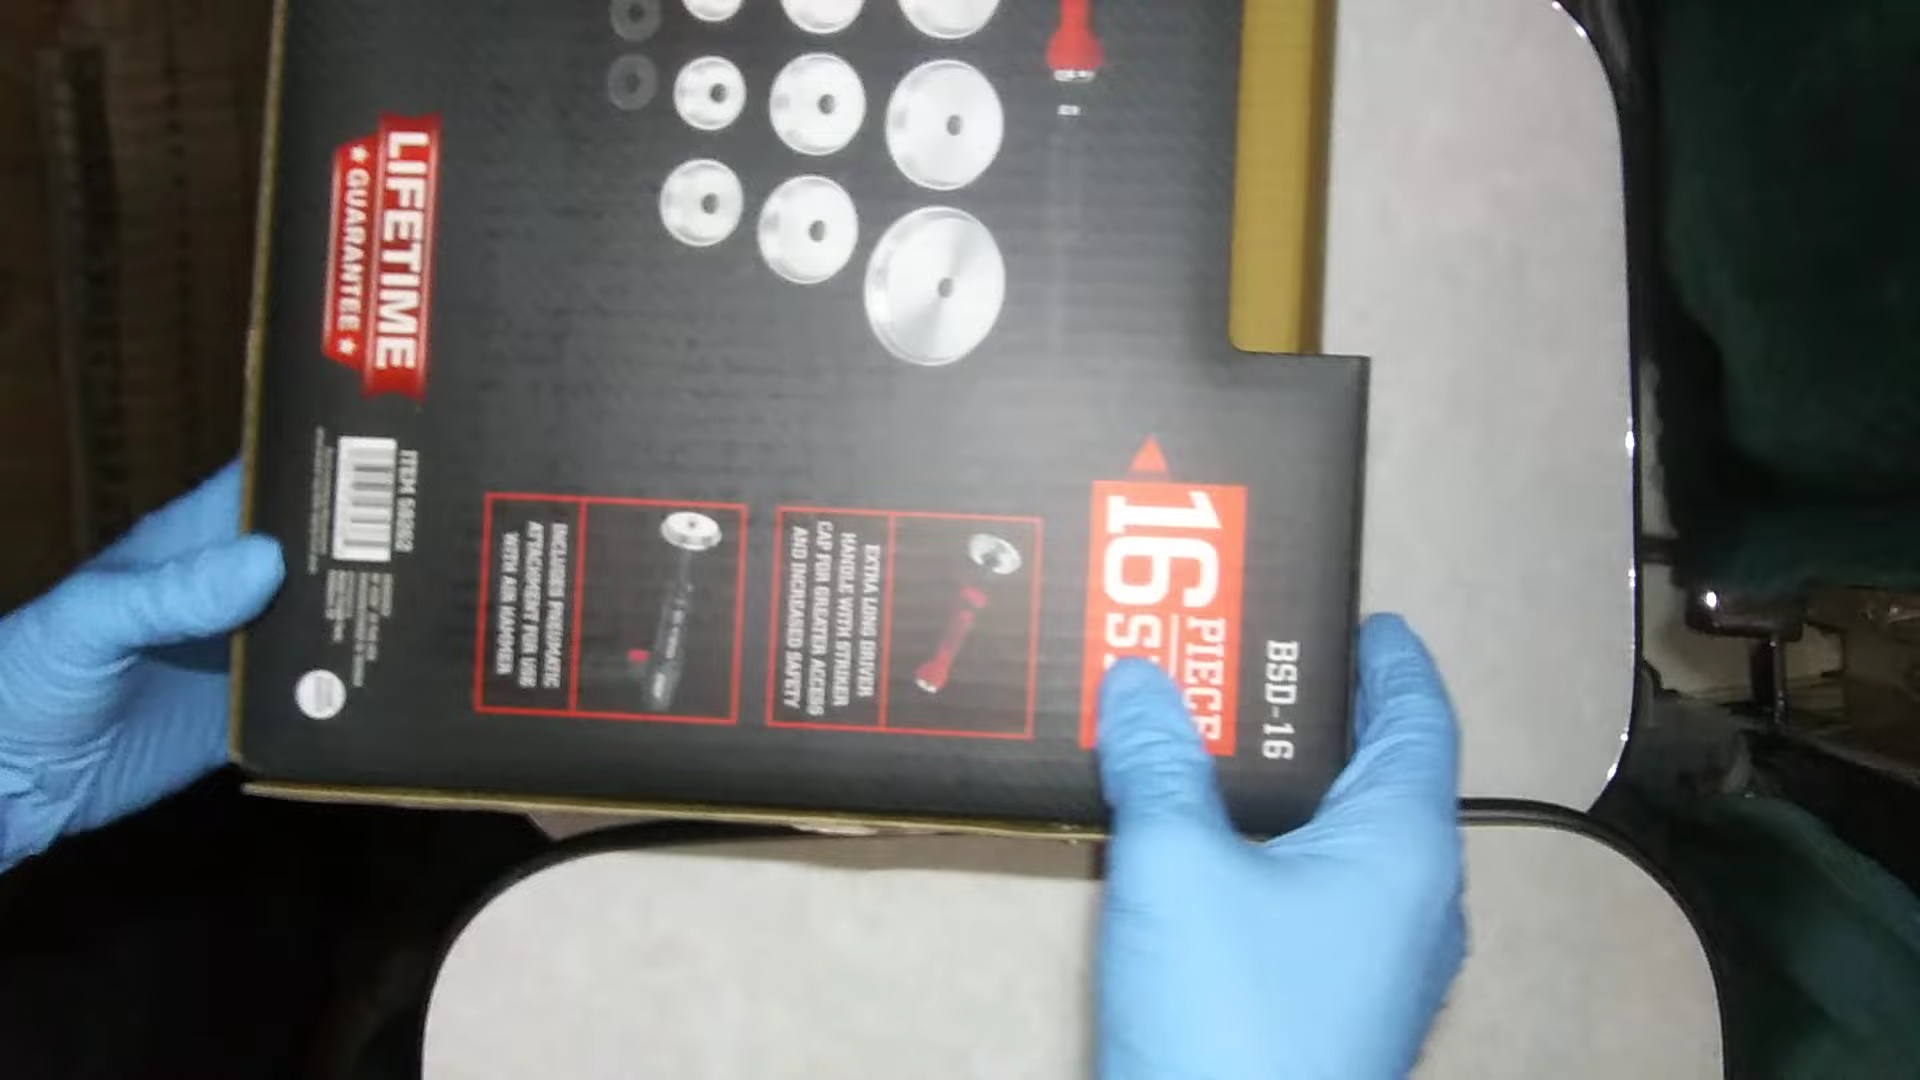 BSD-16
16 PIECE
LIFETIME
★ GUARANTEE ★
EXTRA LONG DRIVER
HANDLE WITH STRIKER
CAP FOR GREATER ACCESS
AND INCREASED SAFETY
INCLUDES PNEUMATIC
ATTACHMENT FOR USE
WITH AIR HAMMER
ITEM